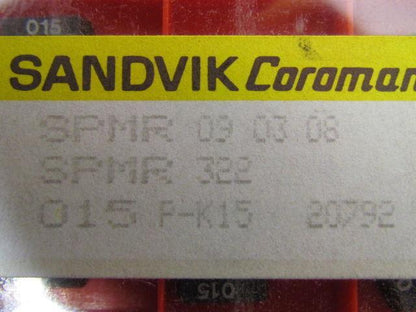 015
SANDVIK Coroman
SPMR 09 03 08
SPMR 322
015 P-K15 20792
015